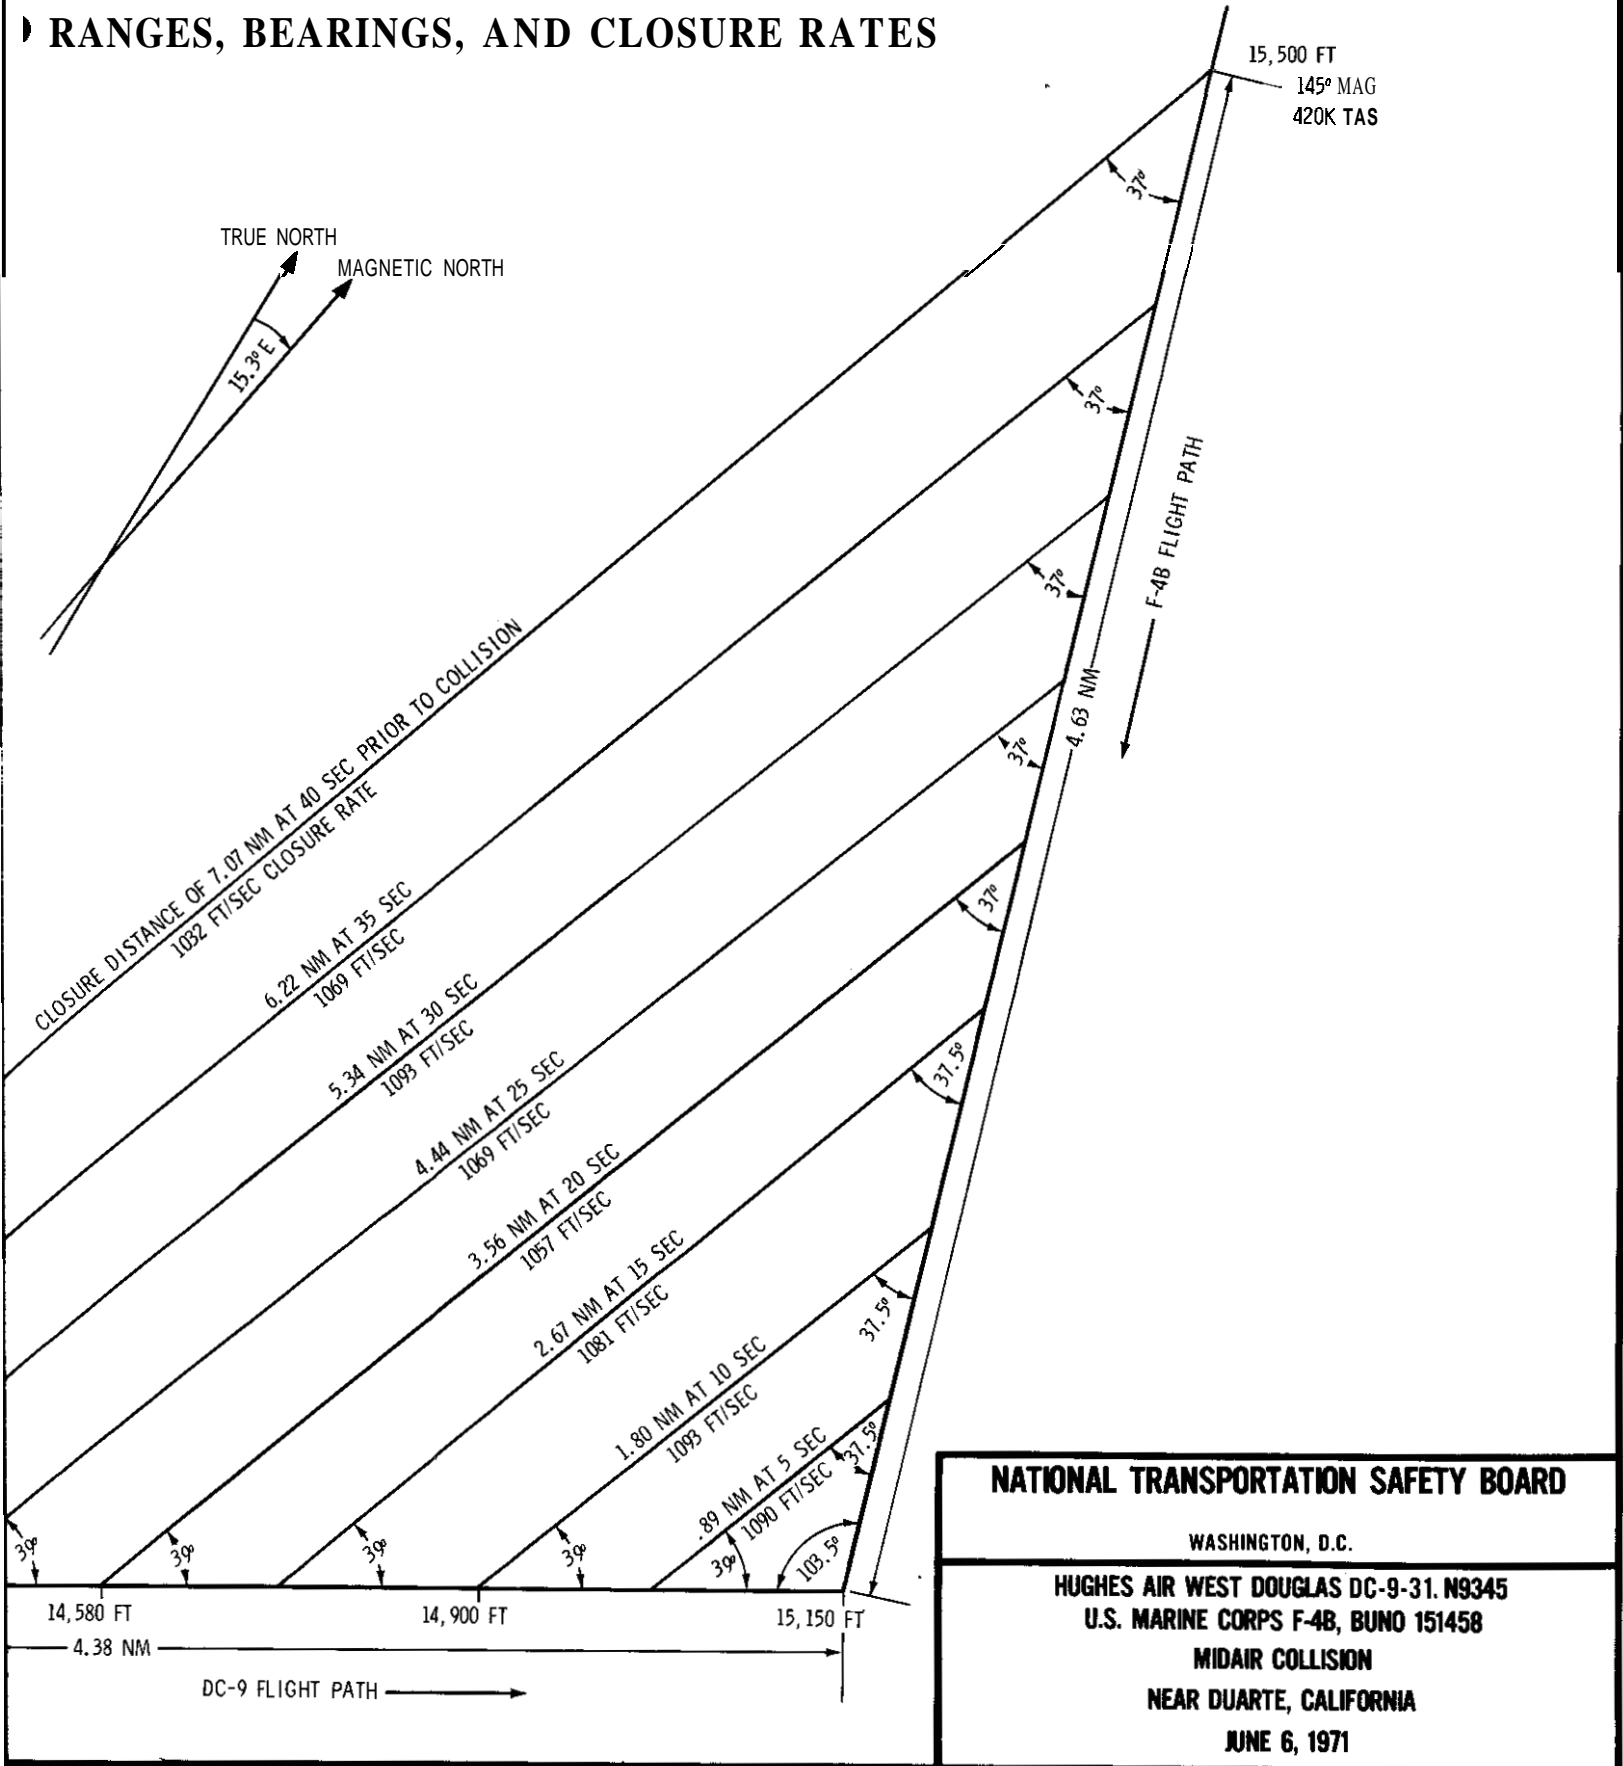 RANGES, BEARINGS, AND CLOSURE RATES
15,500 FT
145° MAG
420K TAS
37°
TRUE NORTH
MAGNETIC NORTH
15.3° E
37°
F-4B FLIGHT PATH
37°
4.63 NM
37°
CLOSURE DISTANCE OF 7.07 NM AT 40 SEC PRIOR TO COLLISION
1032 FT/SEC CLOSURE RATE
37°
6.22 NM AT 35 SEC
1069 FT/SEC
5.34 NM AT 30 SEC
1093 FT/SEC
37.5°
4.44 NM AT 25 SEC
1069 FT/SEC
3.56 NM AT 20 SEC
1057 FT/SEC
2.67 NM AT 15 SEC
1081 FT/SEC
37.5°
1.80 NM AT 10 SEC
1093 FT/SEC
37.5°
.89 NM AT 5 SEC
1090 FT/SEC
39°
39°
39°
39°
39°
103.5°
14,580 FT
14,900 FT
15,150 FT
4.38 NM
DC-9 FLIGHT PATH
NATIONAL TRANSPORTATION SAFETY BOARD
WASHINGTON, D.C.
HUGHES AIR WEST DOUGLAS DC-9-31. N9345
U.S. MARINE CORPS F-4B, BUNO 151458
MIDAIR COLLISION
NEAR DUARTE, CALIFORNIA
JUNE 6, 1971